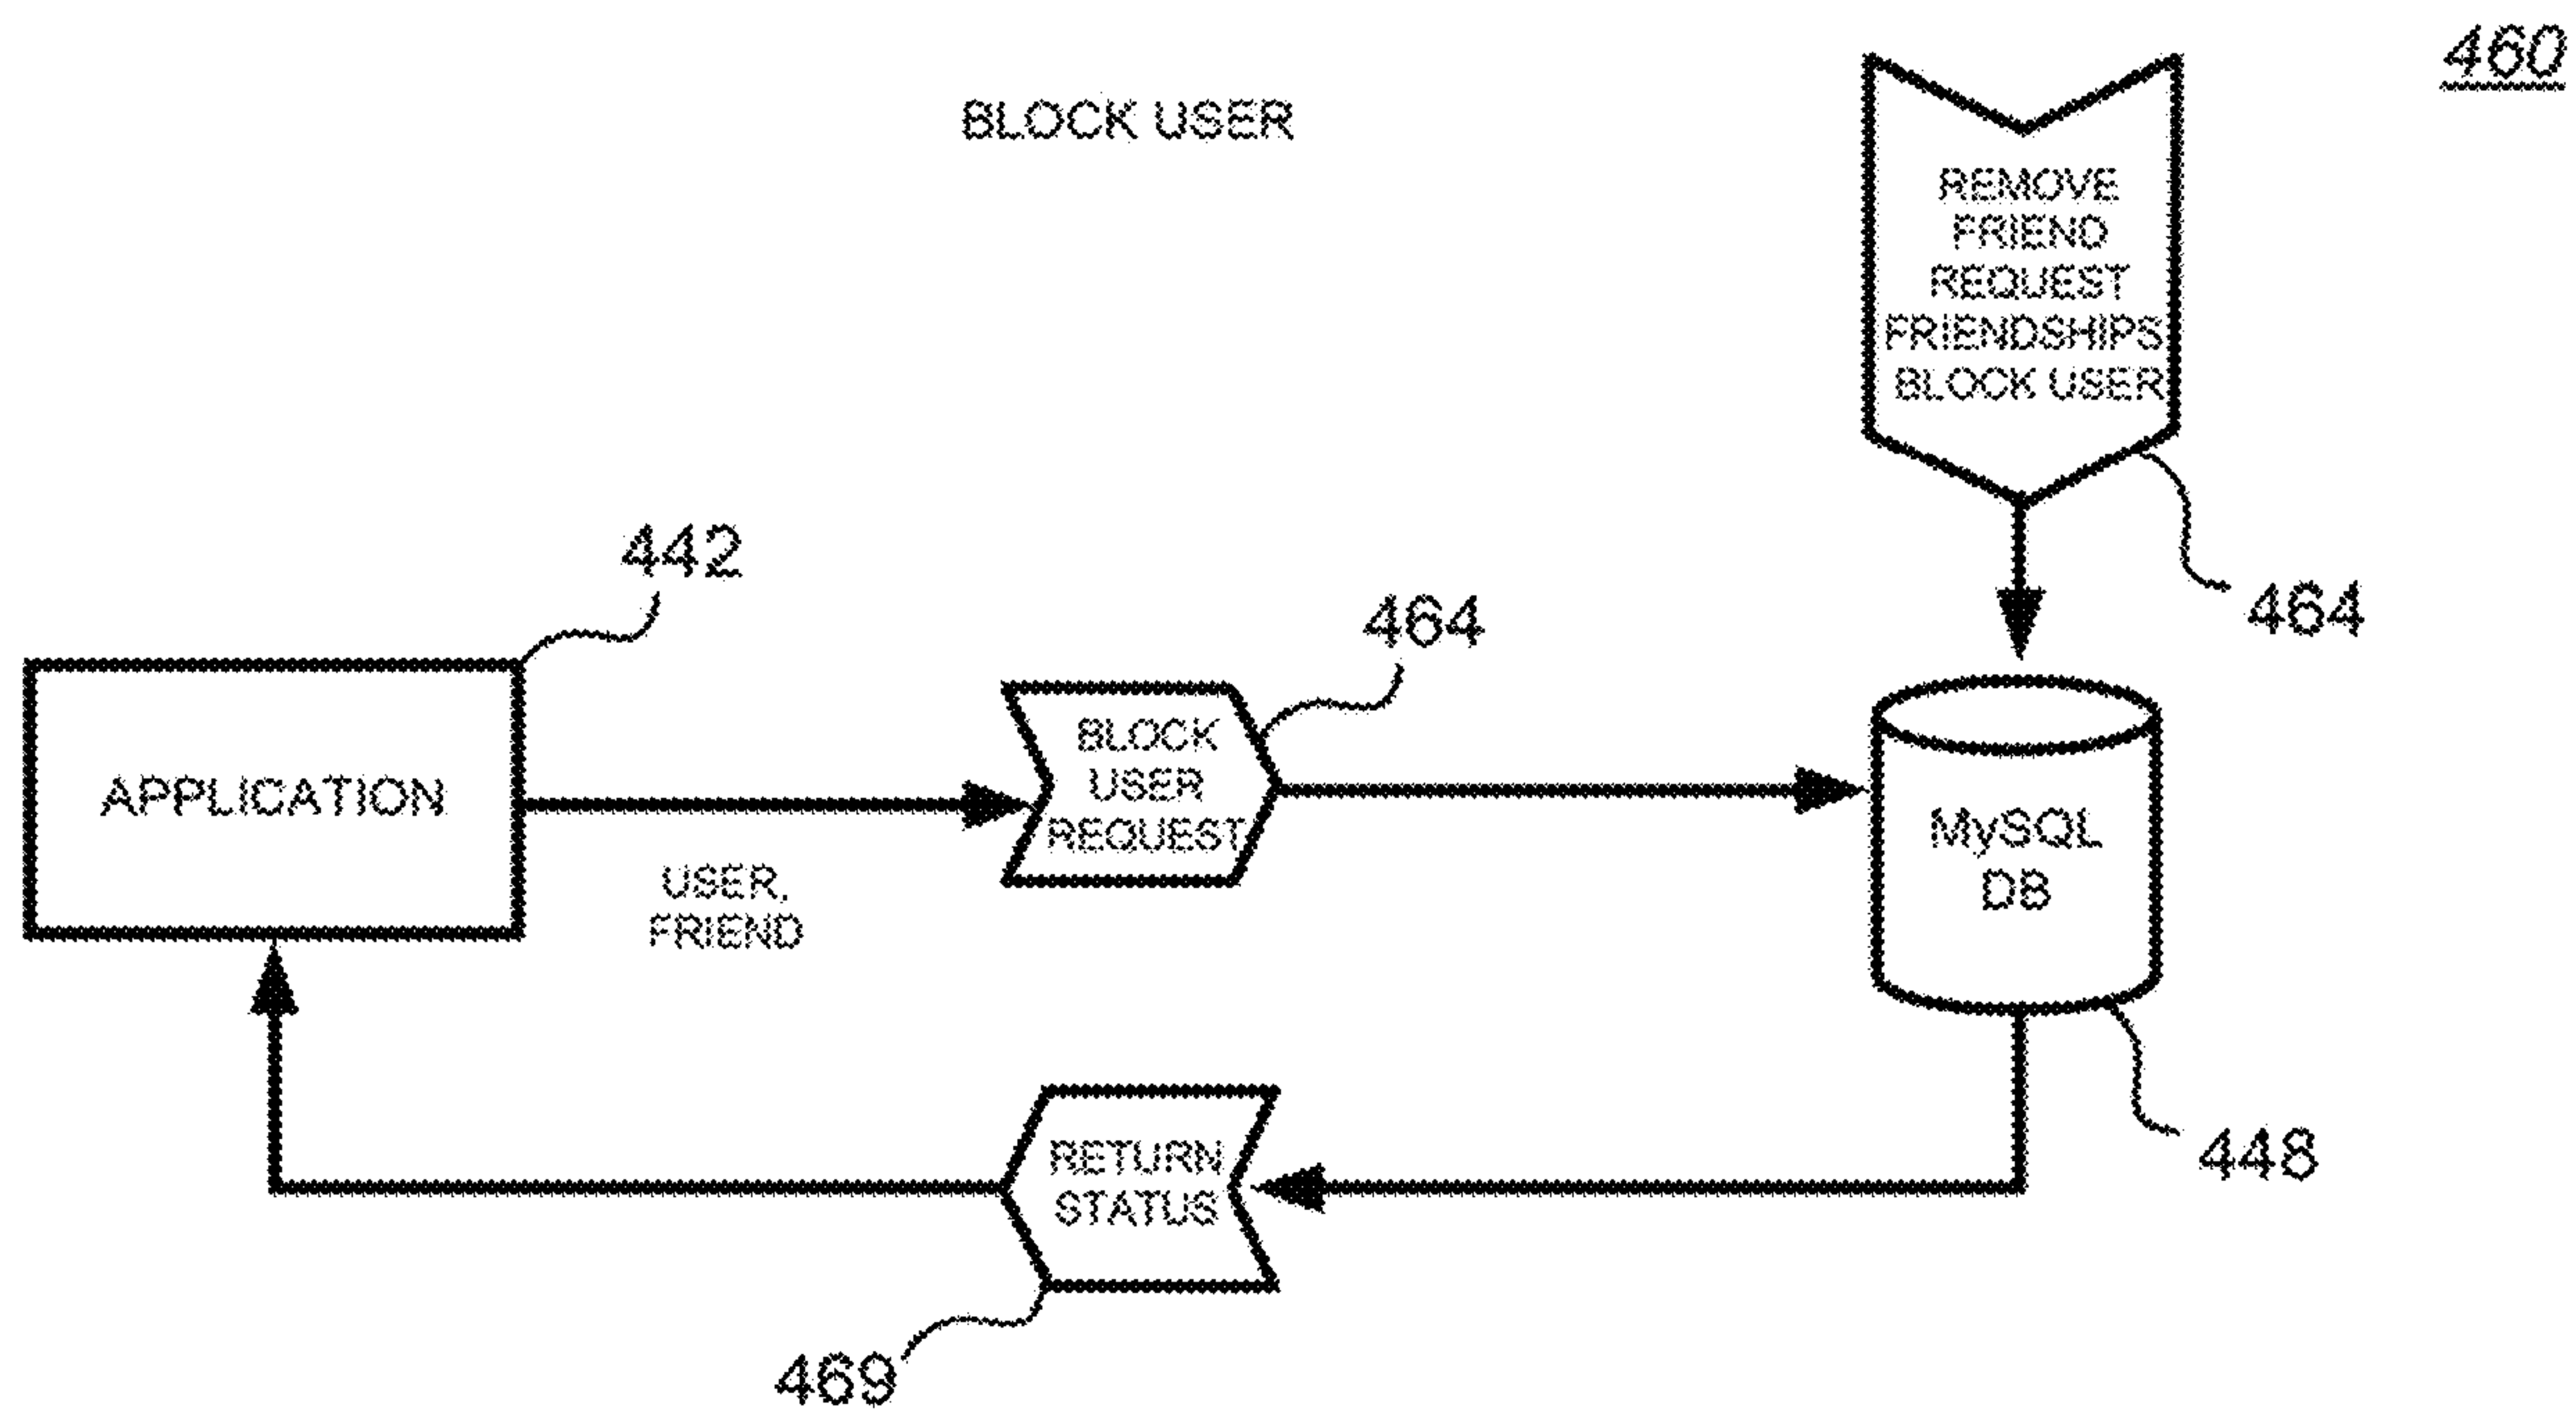 460
BLOCK USER
REMOVE
FRIEND
REQUEST
FRIENDSHIPS
BLOCK USER
442
464
464
APPLICATION
BLOCK
USER
REQUEST
USER,
FRIEND
MySQL
DB
448
RETURN
STATUS
469